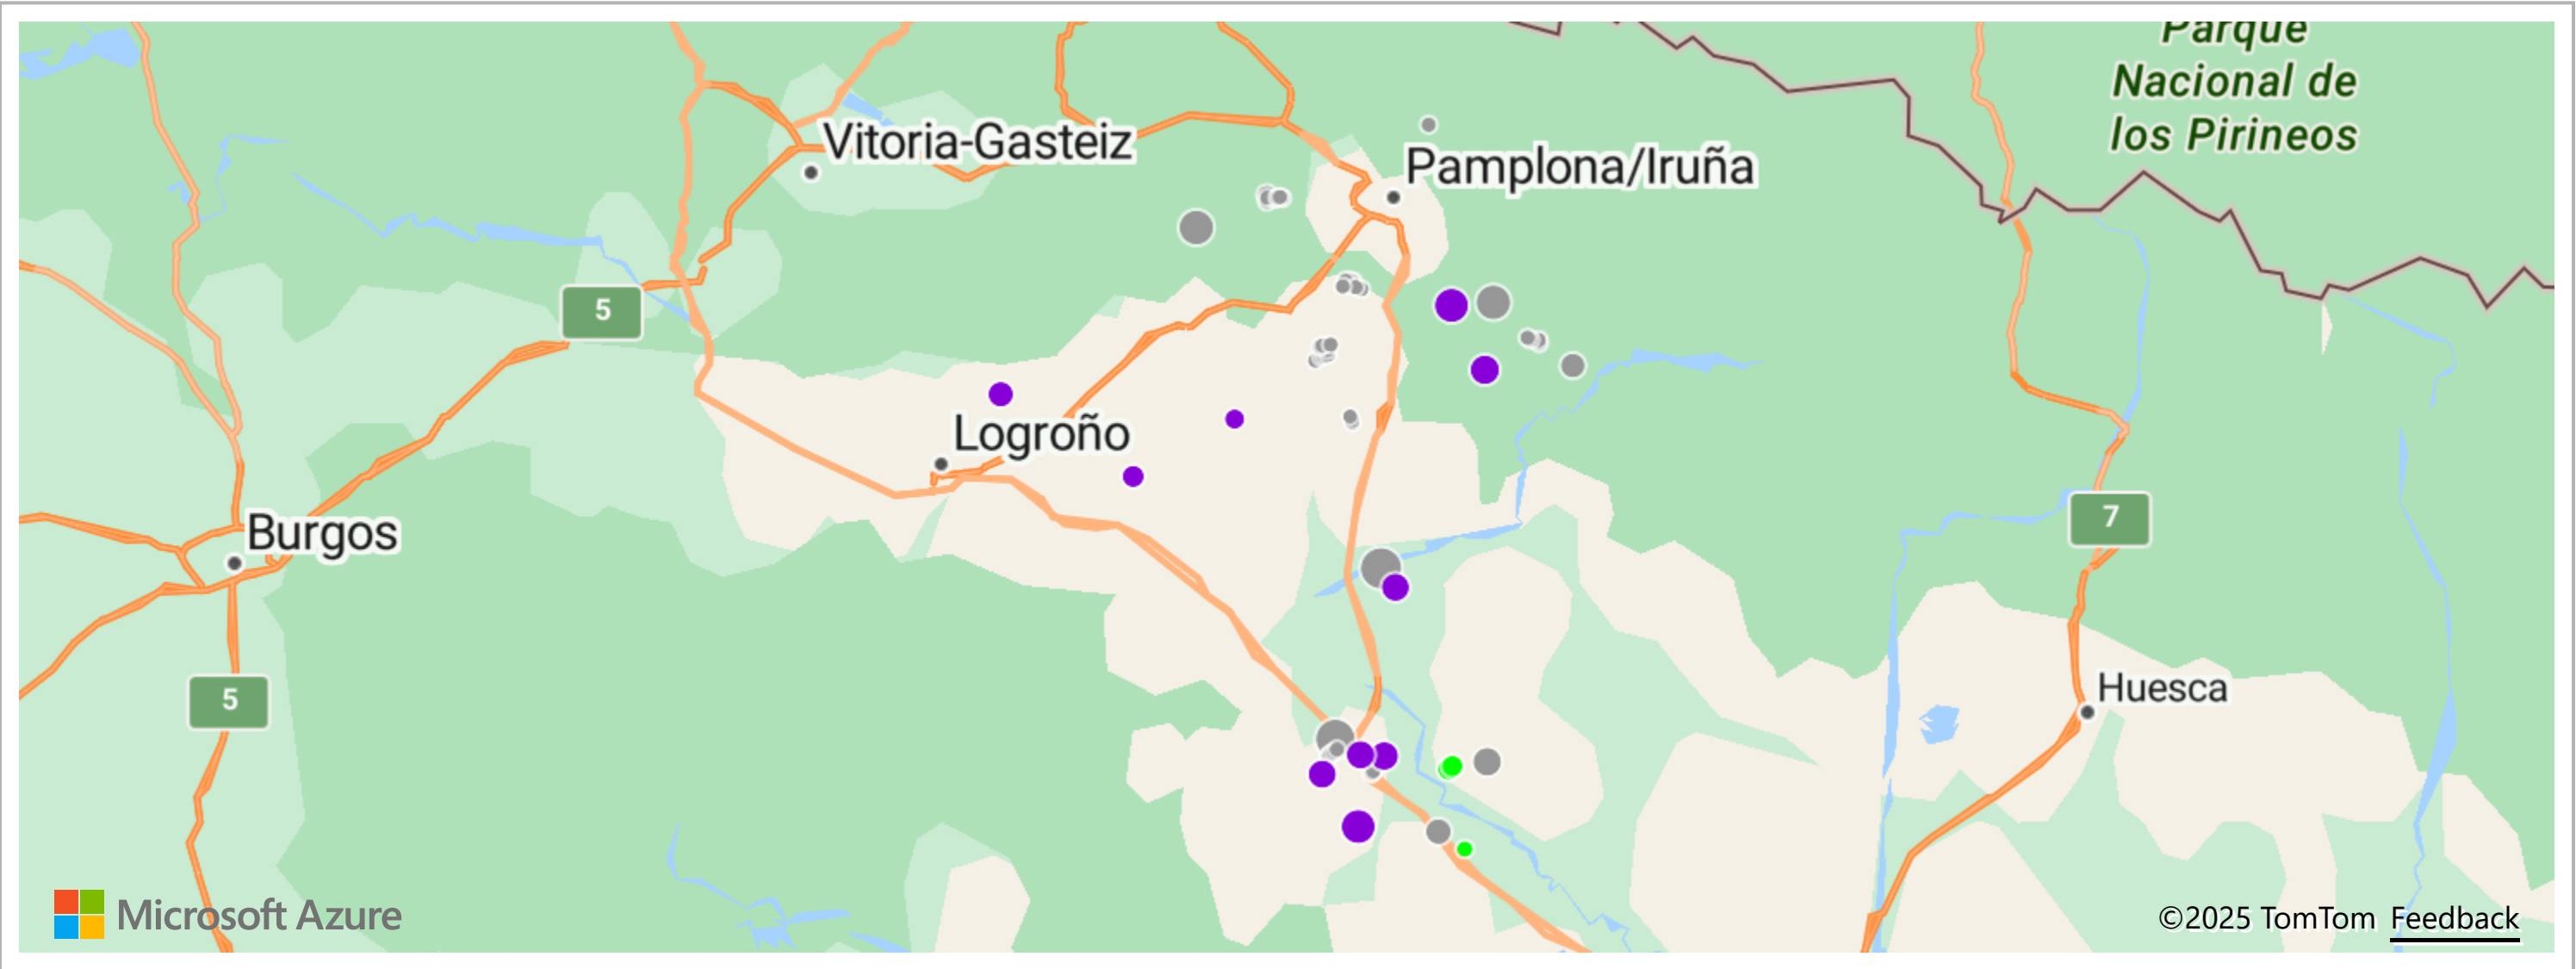 Parque
Nacional de
los Pirineos
Vitoria-Gasteiz
Pamplona/Iruña
5
Logroño
Burgos
7
5
Huesca
Microsoft Azure
©2025 TomTom Feedback